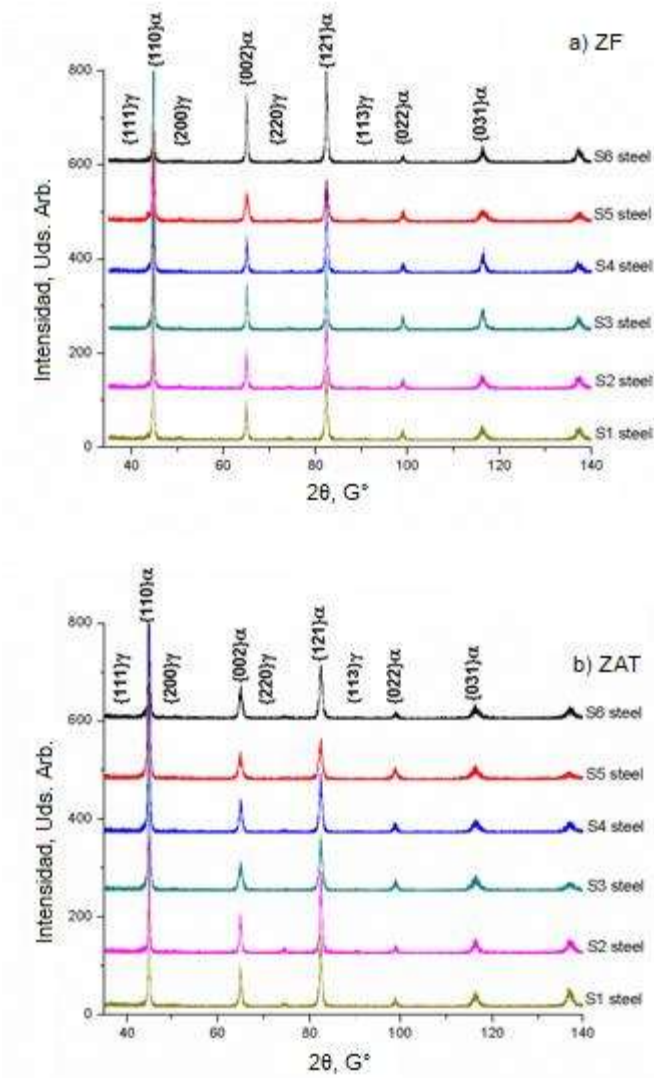 a) ZF
{111}γ {110}α {200}γ {002}α {220}γ {121}α {113}γ {022}α {031}α
800
600
400
200
0
Intensidad, Uds. Arb.
S6 steel
S5 steel
S4 steel
S3 steel
S2 steel
S1 steel
40 60 80 100 120 140
2θ, G°
b) ZAT
{111}γ {110}α {200}γ {002}α {220}γ {121}α {113}γ {022}α {031}α
800
600
400
200
0
Intensidad, Uds. Arb.
S6 steel
S5 steel
S4 steel
S3 steel
S2 steel
S1 steel
40 60 80 100 120 140
2θ, G°